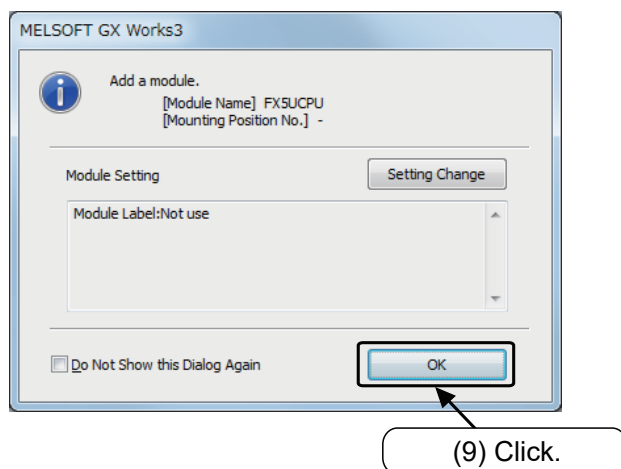 MELSOFT GX Works3
Add a module.
[Module Name] FX5UCPU
[Mounting Position No.] -
Module Setting
Setting Change
Module Label:Not use
Do Not Show this Dialog Again
OK
(9) Click.